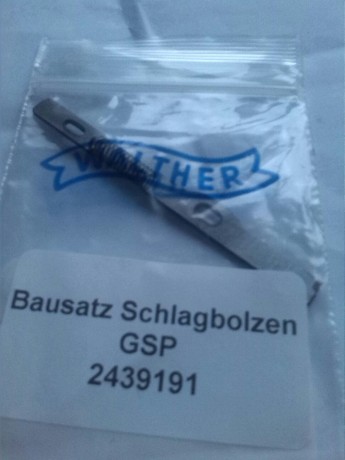 WALTHER
Bausatz Schlagbolzen
GSP
2439191